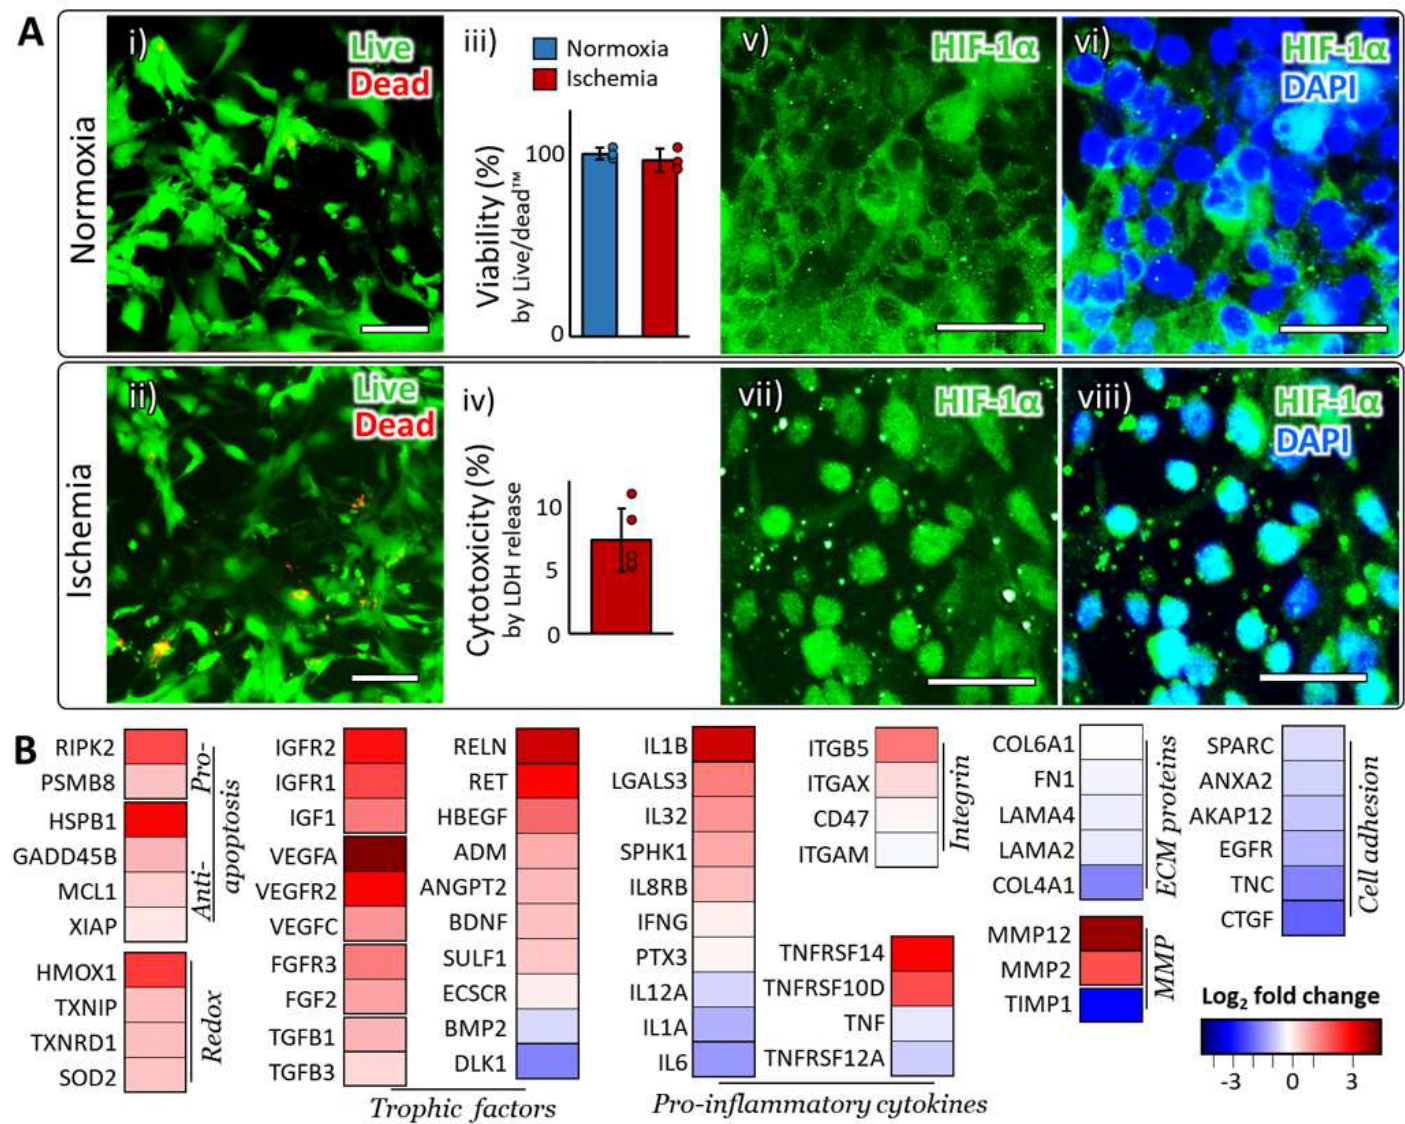 A
Normoxia
i)
Live
Dead
iii)
Normoxia
Ischemia
Viability (%)
by Live/dead™
100
0
v)
HIF-1α
vi)
HIF-1α
DAPI
Ischemia
ii)
Live
Dead
iv)
Cytotoxicity (%)
by LDH release
10
5
0
vii)
HIF-1α
viii)
HIF-1α
DAPI
B
RIPK2
PSMB8
Pro-
HSPB1
GADD45B
MCL1
XIAP
Anti-
apoptosis
HMOX1
TXNIP
TXNRD1
SOD2
Redox
IGFR2
IGFR1
IGF1
VEGFA
VEGFR2
VEGFC
FGFR3
FGF2
TGFB1
TGFB3
RELN
RET
HBEGF
ADM
ANGPT2
BDNF
SULF1
ECSCR
BMP2
DLK1
Trophic factors
IL1B
LGALS3
IL32
SPHK1
IL8RB
IFNG
PTX3
IL12A
IL1A
IL6
TNFRSF14
TNFRSF10D
TNF
TNFRSF12A
Pro-inflammatory cytokines
ITGB5
ITGAX
CD47
ITGAM
Integrin
COL6A1
FN1
LAMA4
LAMA2
COL4A1
ECM proteins
MMP12
MMP2
TIMP1
MMP
SPARC
ANXA2
AKAP12
EGFR
TNC
CTGF
Cell adhesion
Log₂ fold change
-3 0 3